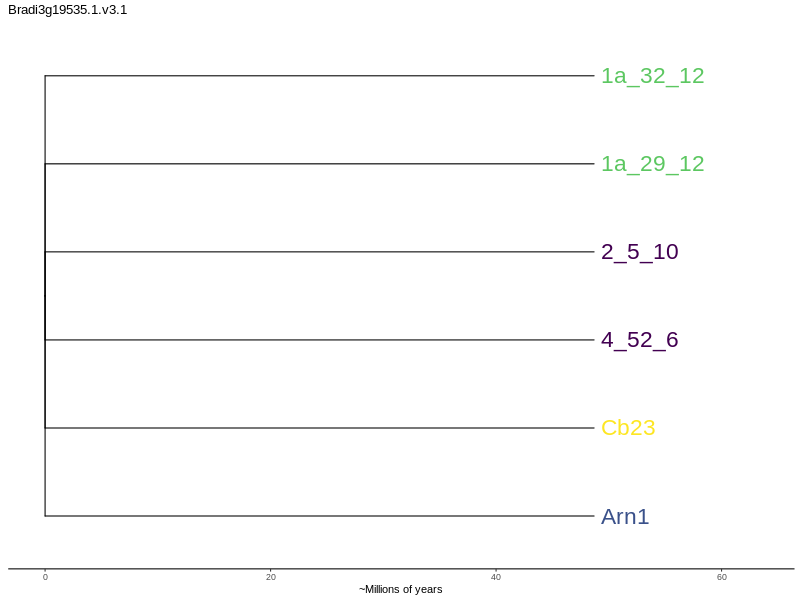 Bradi3g19535.1.v3.1
1a_32_12
1a_29_12
2_5_10
4_52_6
Cb23
Arn1
0 20 40 60
~Millions of years